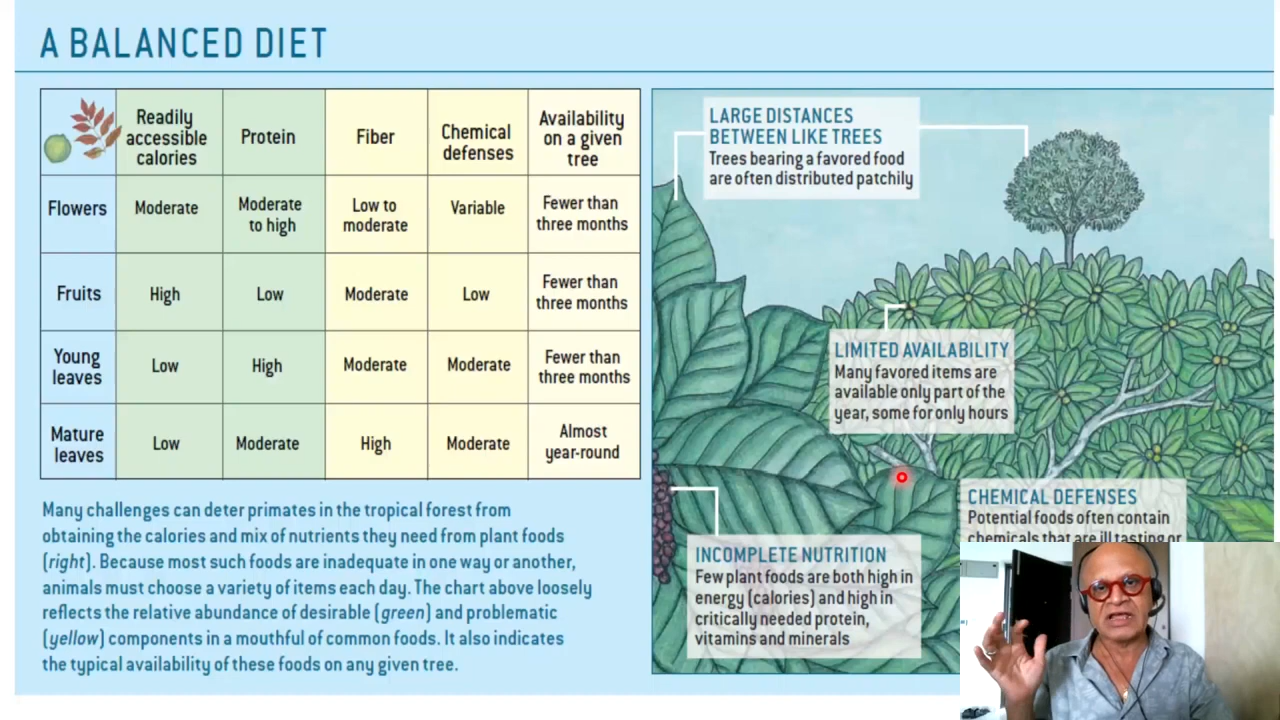 A BALANCED DIET
Readily
accessible
calories
Protein
Fiber
Chemical
defenses
Availability
on a given
tree
Flowers
Moderate
Moderate
to high
Low to
moderate
Variable
Fewer than
three months
Fruits
High
Low
Moderate
Low
Fewer than
three months
Young
leaves
Low
High
Moderate
Moderate
Fewer than
three months
Mature
leaves
Low
Moderate
High
Moderate
Almost
year-round
Many challenges can deter primates in the tropical forest from
obtaining the calories and mix of nutrients they need from plant foods
(right). Because most such foods are inadequate in one way or another,
animals must choose a variety of items each day. The chart above loosely
reflects the relative abundance of desirable (green) and problematic
(yellow) components in a mouthful of common foods. It also indicates
the typical availability of these foods on any given tree.
LARGE DISTANCES
BETWEEN LIKE TREES
Trees bearing a favored food
are often distributed patchily
LIMITED AVAILABILITY
Many favored items are
available only part of the
year, some for only hours
INCOMPLETE NUTRITION
Few plant foods are both high in
energy (calories) and high in
critically needed protein,
vitamins and minerals
CHEMICAL DEFENSES
Potential foods often contain
chemicals that are ill tasting or